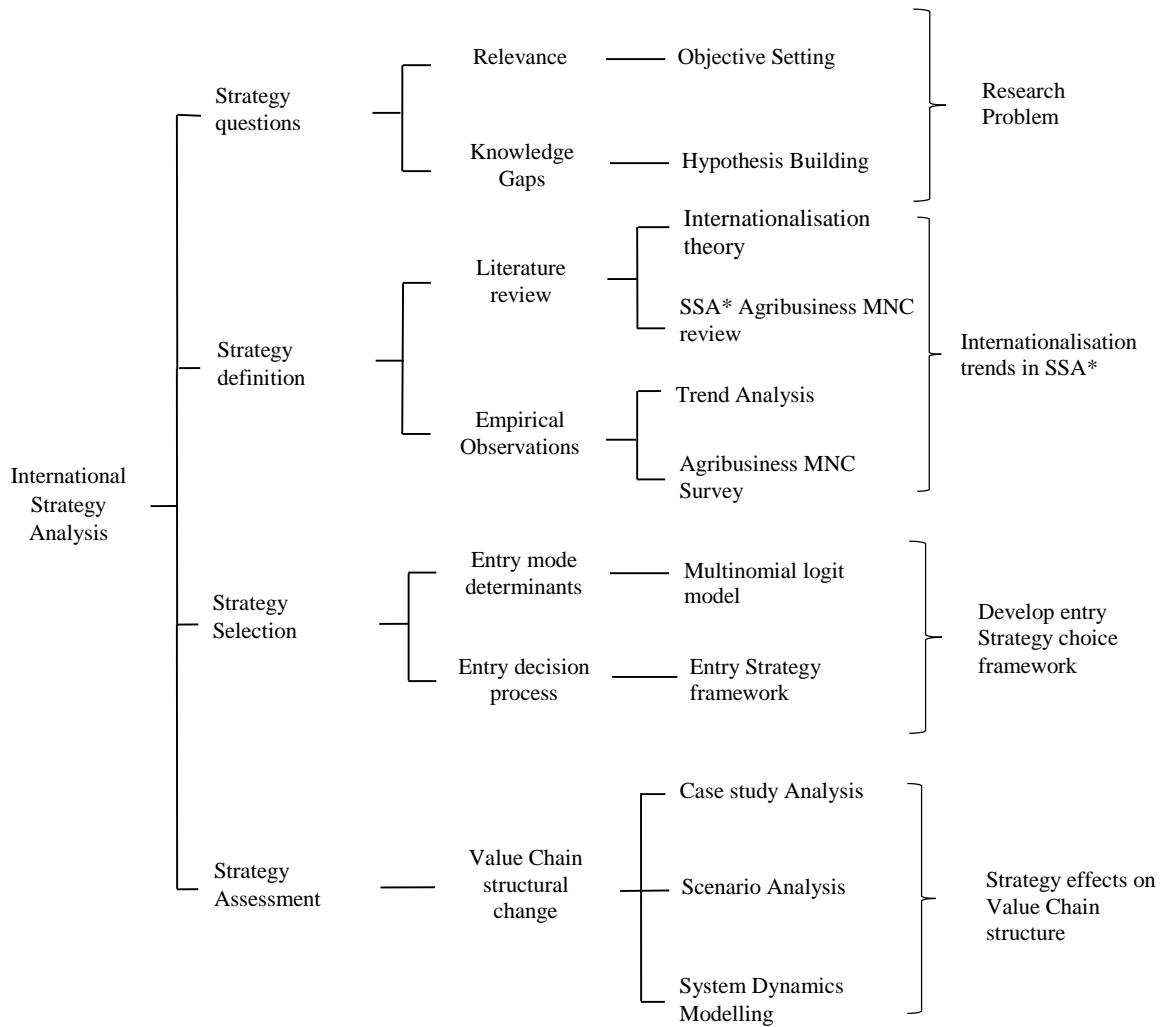 Relevance
Objective Setting
Strategy
questions
Research
Problem
Knowledge
Gaps
Hypothesis Building
Internationalisation
theory
Literature
review
SSA* Agribusiness MNC
review
Strategy
definition
Internationalisation
trends in SSA*
Trend Analysis
Empirical
Observations
Agribusiness MNC
Survey
International
Strategy
Analysis
Entry mode
determinants
Multinomial logit
model
Strategy
Selection
Develop entry
Strategy choice
framework
Entry decision
process
Entry Strategy
framework
Case study Analysis
Strategy
Assessment
Value Chain
structural
change
Scenario Analysis
Strategy effects on
Value Chain
structure
System Dynamics
Modelling